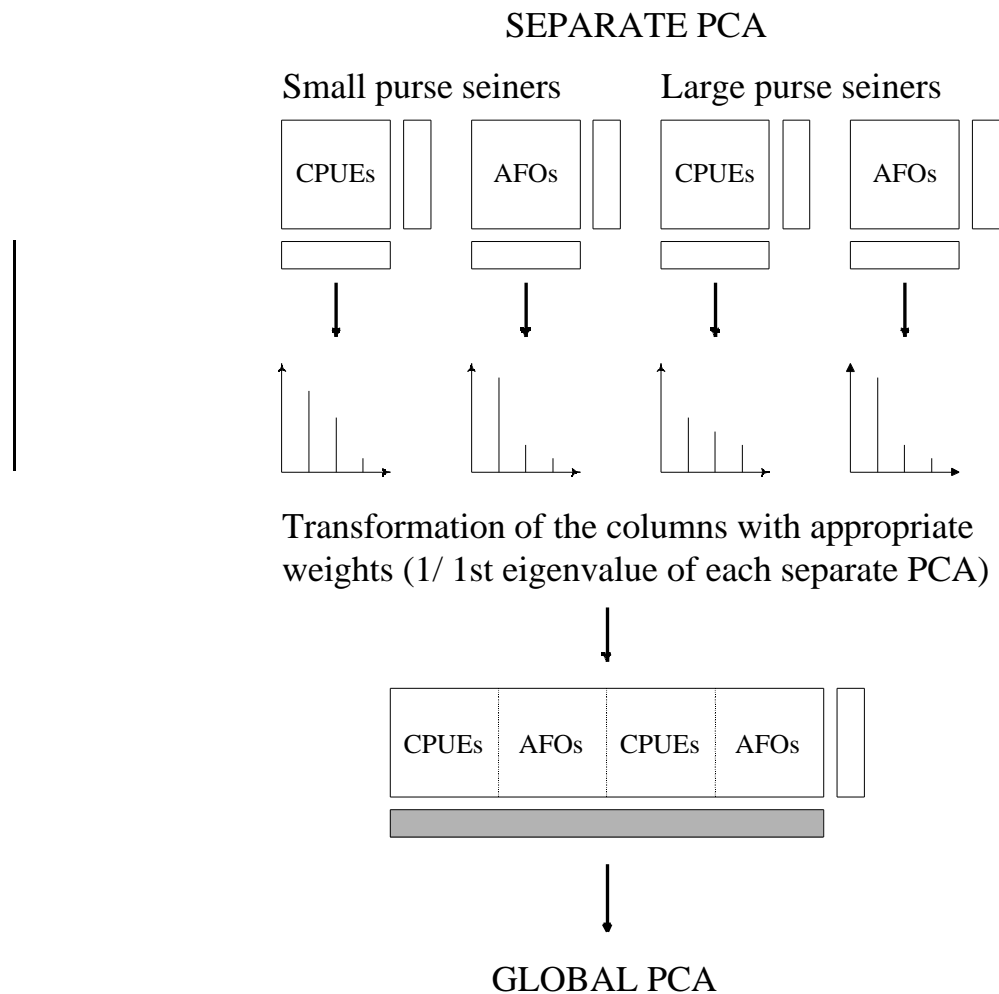 SEPARATE PCA
Small purse seiners
Large purse seiners
CPUEs
AFOs
CPUEs
AFOs
Transformation of the columns with appropriate
weights (1/ 1st eigenvalue of each separate PCA)
CPUEs
AFOs
CPUEs
AFOs
GLOBAL PCA